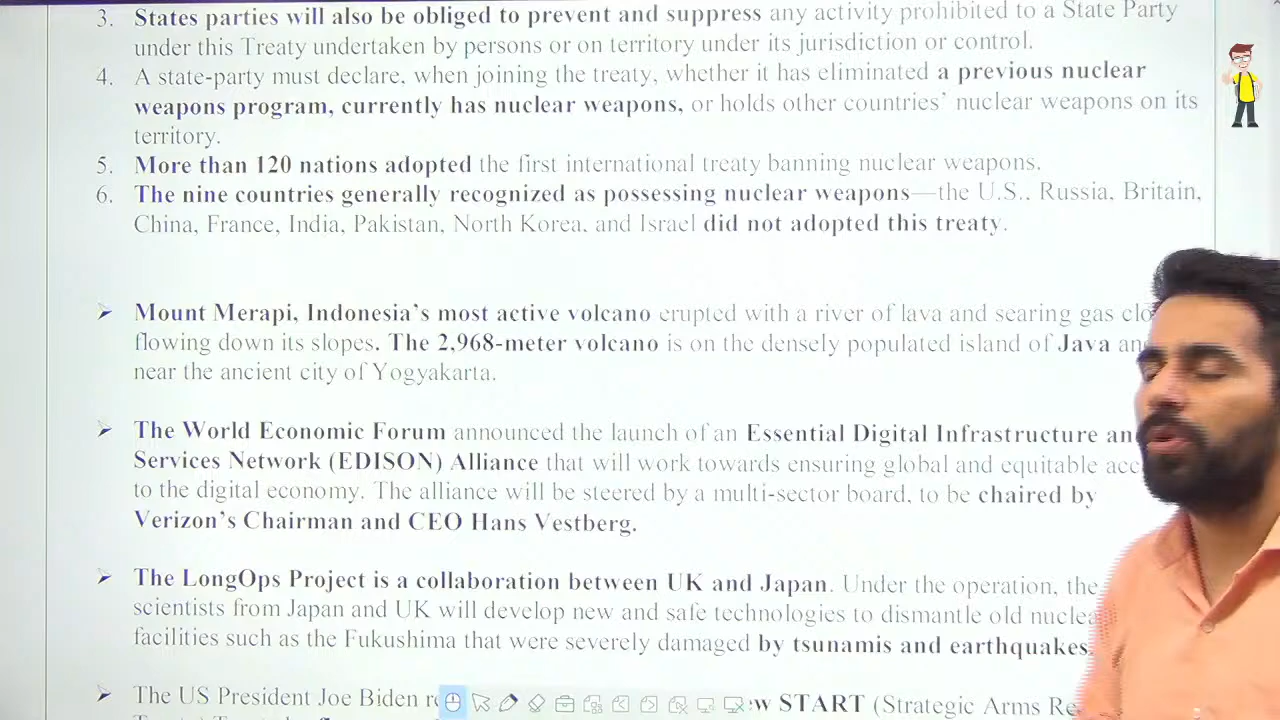 3. States parties will also be obliged to prevent and suppress any activity prohibited to a State Party
under this Treaty undertaken by persons or on territory under its jurisdiction or control.
4. A state-party must declare, when joining the treaty, whether it has eliminated a previous nuclear
weapons program, currently has nuclear weapons, or holds other countries' nuclear weapons on its
territory.
5. More than 120 nations adopted the first international treaty banning nuclear weapons.
6. The nine countries generally recognized as possessing nuclear weapons—the U.S., Russia, Britain,
China, France, India, Pakistan, North Korea, and Israel did not adopted this treaty.
➢ Mount Merapi, Indonesia's most active volcano erupted with a river of lava and searing gas clo
flowing down its slopes. The 2,968-meter volcano is on the densely populated island of Java an
near the ancient city of Yogyakarta.
➢ The World Economic Forum announced the launch of an Essential Digital Infrastructure an
Services Network (EDISON) Alliance that will work towards ensuring global and equitable acc
to the digital economy. The alliance will be steered by a multi-sector board, to be chaired by
Verizon's Chairman and CEO Hans Vestberg.
➢ The LongOps Project is a collaboration between UK and Japan. Under the operation, the
scientists from Japan and UK will develop new and safe technologies to dismantle old nuclea
facilities such as the Fukushima that were severely damaged by tsunamis and earthquakes.
➢ The US President Joe Biden re ew START (Strategic Arms Re